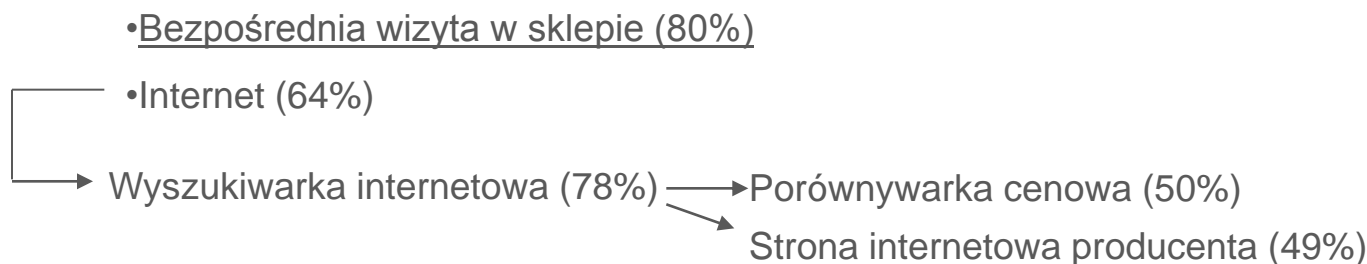 •Bezpośrednia wizyta w sklepie (80%)
•Internet (64%)
Wyszukiwarka internetowa (78%) Porównywarka cenowa (50%)
Strona internetowa producenta (49%)